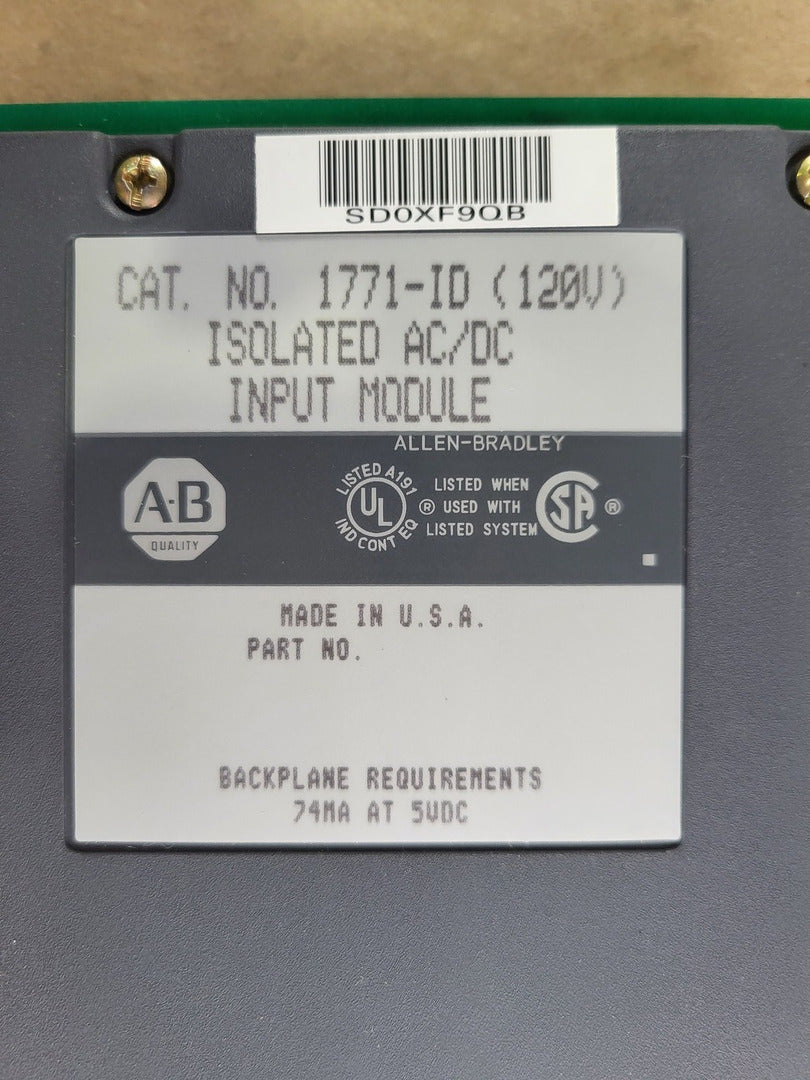 SD0XF9QB
CAT. NO. 1771-ID (120V)
ISOLATED AC/DC
INPUT MODULE
ALLEN-BRADLEY
A-B
QUALITY
LISTED A191
UL
IND CONT EQ
®
LISTED WHEN
USED WITH
LISTED SYSTEM
SA
®
MADE IN U.S.A.
PART NO.
BACKPLANE REQUIREMENTS
74MA AT 5VDC